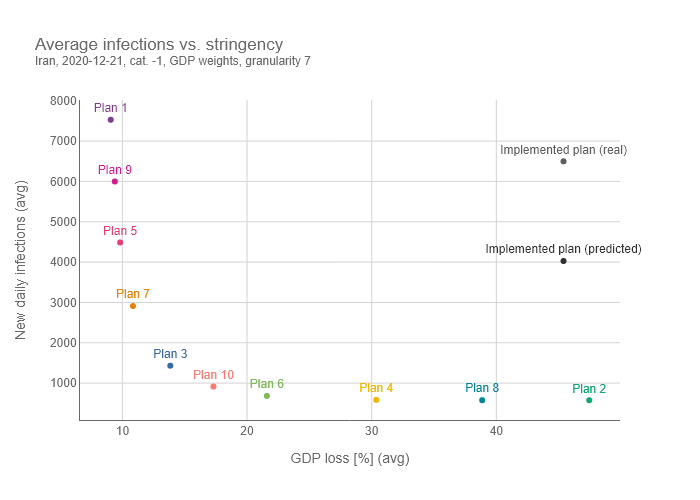 Average infections vs. stringency
Iran, 2020-12-21, cat. -1, GDP weights, granularity 7
8000
Plan 1
7000
Implemented plan (real)
6000
Plan 9
5000
Plan 5
4000
Implemented plan (predicted)
3000
Plan 7
2000
Plan 3
1000
Plan 10
Plan 6
Plan 4
Plan 8
Plan 2
New daily infections (avg)
10
20
30
40
GDP loss [%] (avg)